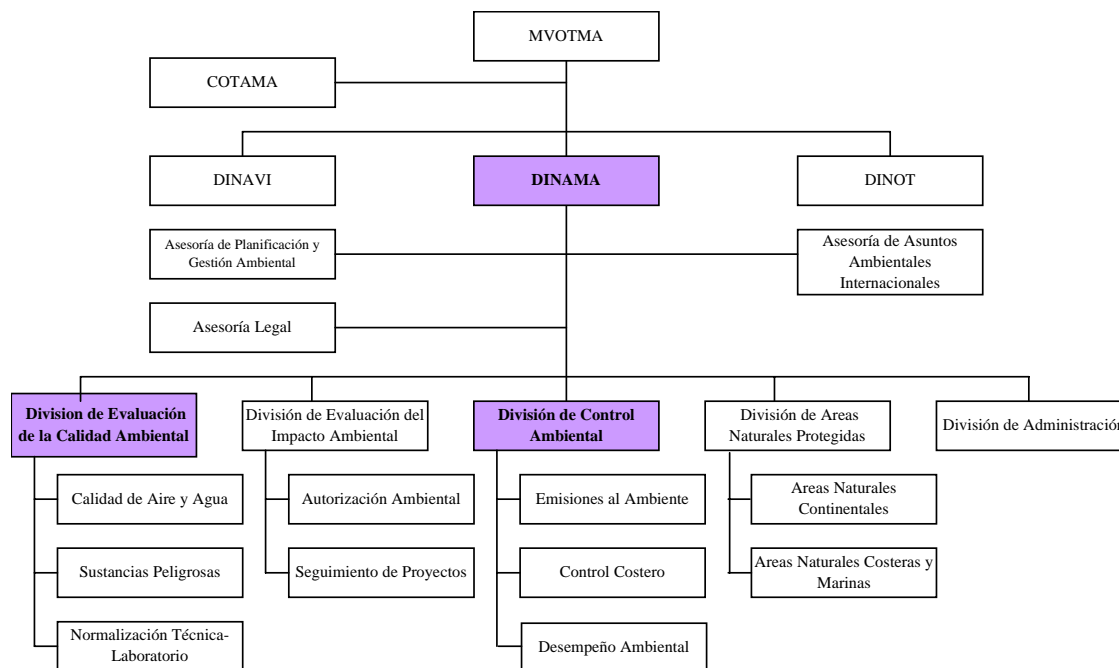 MVOTMA
COTAMA
DINAVI
DINAMA
DINOT
Asesoría de Planificación y
Gestión Ambiental
Asesoría de Asuntos
Ambientales
Internacionales
Asesoría Legal
Division de Evaluación
de la Calidad Ambiental
División de Evaluación del
Impacto Ambiental
División de Control
Ambiental
División de Areas
Naturales Protegidas
División de Administración
Calidad de Aire y Agua
Autorización Ambiental
Emisiones al Ambiente
Areas Naturales
Continentales
Sustancias Peligrosas
Seguimiento de Proyectos
Control Costero
Areas Naturales Costeras y
Marinas
Normalización Técnica-
Laboratorio
Desempeño Ambiental